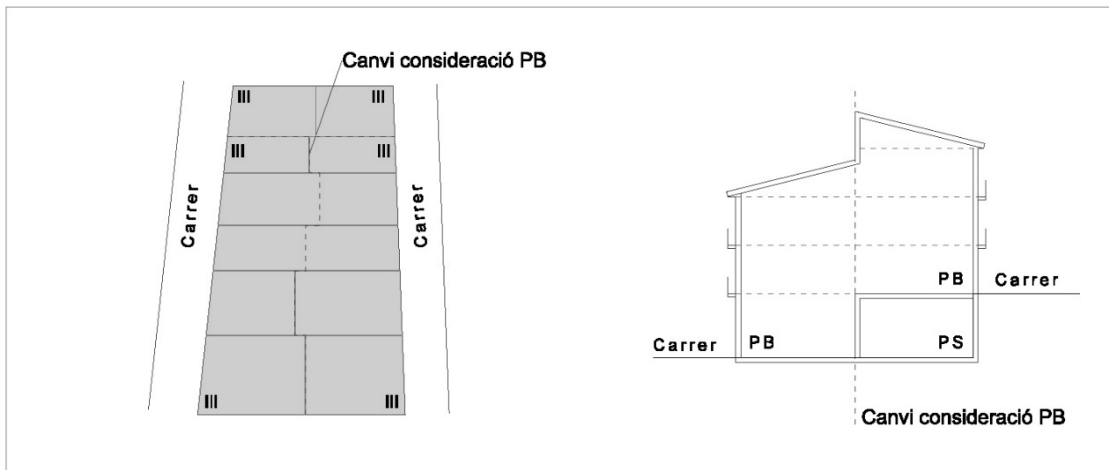 Canvi consideració PB
III III
III III
Carrer
Carrer
III III
PB Carrer
Carrer PB PS
Canvi consideració PB